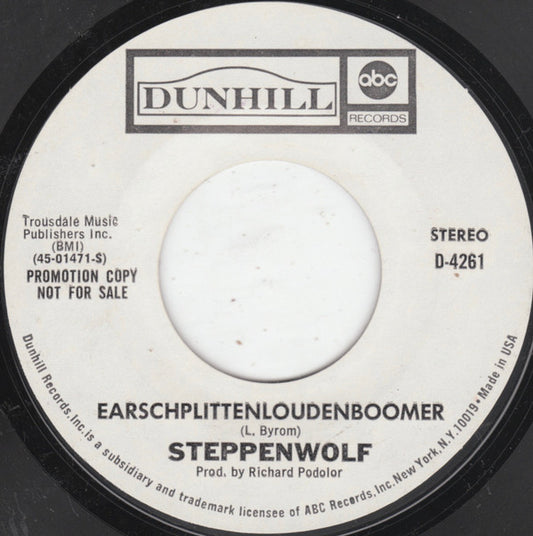 DUNHILL
abc
RECORDS
Trousdale Music
Publishers Inc.
(BMI)
(45-01471-S)
PROMOTION COPY
NOT FOR SALE
STEREO
D-4261
EARSCHPLITTENLOUDENBOOMER
(L. Byrom)
STEPPENWOLF
Prod. by Richard Podolor
Dunhill Records, Inc. is a subsidiary and trademark licensee of ABC Records, Inc. New York, N.Y. 10019 • Made in USA